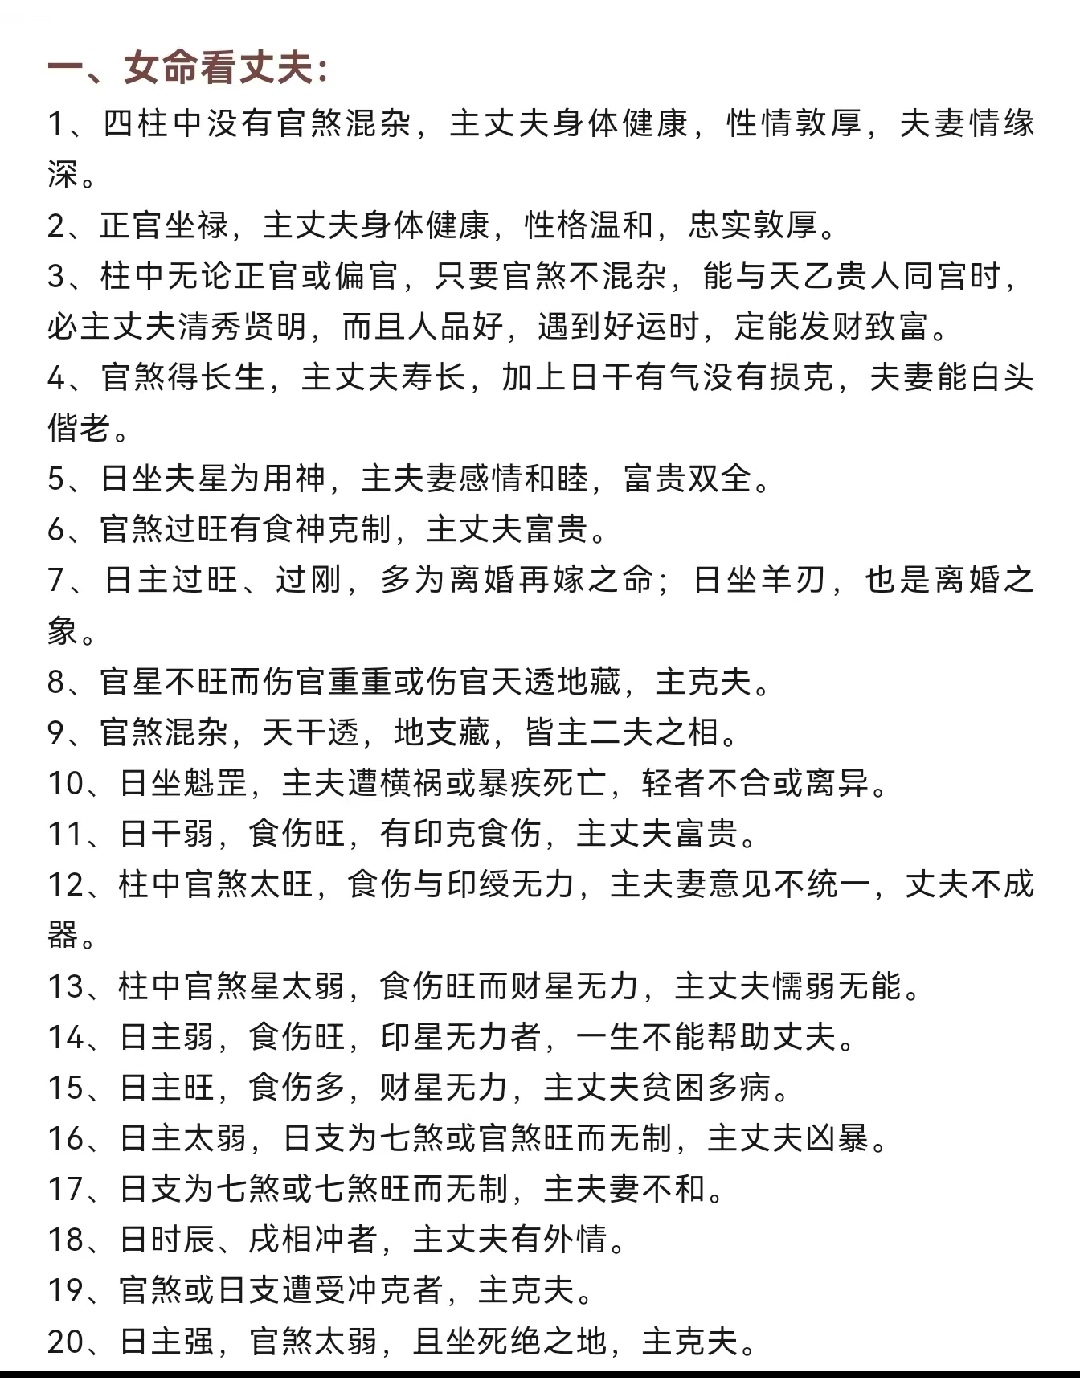 一、女命看丈夫:
1、四柱中没有官煞混杂，主丈夫身体健康，性情敦厚，夫妻情缘
深。
2、正官坐禄，主丈夫身体健康，性格温和，忠实敦厚。
3、柱中无论正官或偏官，只要官煞不混杂，能与天乙贵人同宫时，
必主丈夫清秀贤明，而且人品好，遇到好运时，定能发财致富。
4、官煞得长生，主丈夫寿长，加上日干有气没有损克，夫妻能白头
偕老。
5、日坐夫星为用神，主夫妻感情和睦，富贵双全。
6、官煞过旺有食神克制，主丈夫富贵。
7、日主过旺、过刚，多为离婚再嫁之命；日坐羊刃，也是离婚之
象。
8、官星不旺而伤官重重或伤官天透地藏，主克夫。
9、官煞混杂，天干透，地支藏，皆主二夫之相。
10、日坐魁罡，主夫遭横祸或暴疾死亡，轻者不合或离异。
11、日干弱，食伤旺，有印克食伤，主丈夫富贵。
12、柱中官煞太旺，食伤与印绶无力，主夫妻意见不统一，丈夫不成
器。
13、柱中官煞星太弱，食伤旺而财星无力，主丈夫懦弱无能。
14、日主弱，食伤旺，印星无力者，一生不能帮助丈夫。
15、日主旺，食伤多，财星无力，主丈夫贫困多病。
16、日主太弱，日支为七煞或官煞旺而无制，主丈夫凶暴。
17、日支为七煞或七煞旺而无制，主夫妻不和。
18、日时辰、戌相冲者，主丈夫有外情。
19、官煞或日支遭受冲克者，主克夫。
20、日主强，官煞太弱，且坐死绝之地，主克夫。